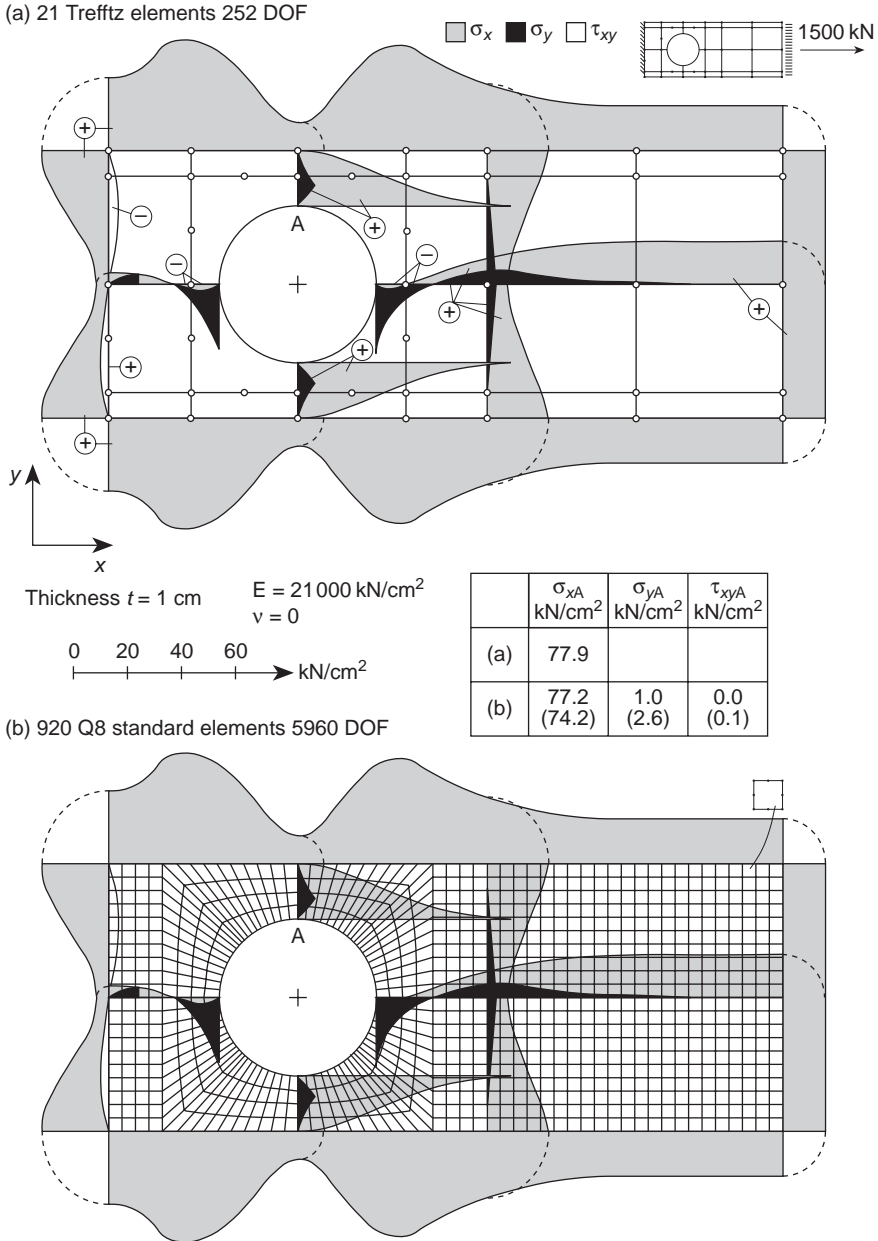 (a) 21 Trefftz elements 252 DOF
σx σy τxy
1500 kN
+
−
A
+
−
−
+
+
+
+
+
y
x
Thickness t = 1 cm
E = 21 000 kN/cm²
ν = 0
0 20 40 60 kN/cm²
σxA σyA τxyA
kN/cm² kN/cm² kN/cm²
(a) 77.9
(b) 77.2 1.0 0.0
(74.2) (2.6) (0.1)
(b) 920 Q8 standard elements 5960 DOF
A